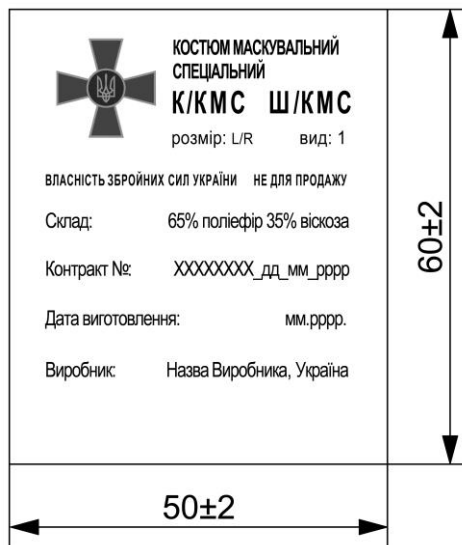 КОСТЮМ МАСКУВАЛЬНИЙ
СПЕЦІАЛЬНИЙ
К/КМС Ш/КМС
розмір: L/R вид: 1
ВЛАСНІСТЬ ЗБРОЙНИХ СИЛ УКРАЇНИ НЕ ДЛЯ ПРОДАЖУ
Склад: 65% поліефір 35% віскоза
Контракт №: XXXXXXXX_дд_мм_рррр
Дата виготовлення: мм.рррр.
Виробник: Назва Виробника, Україна
60±2
50±2